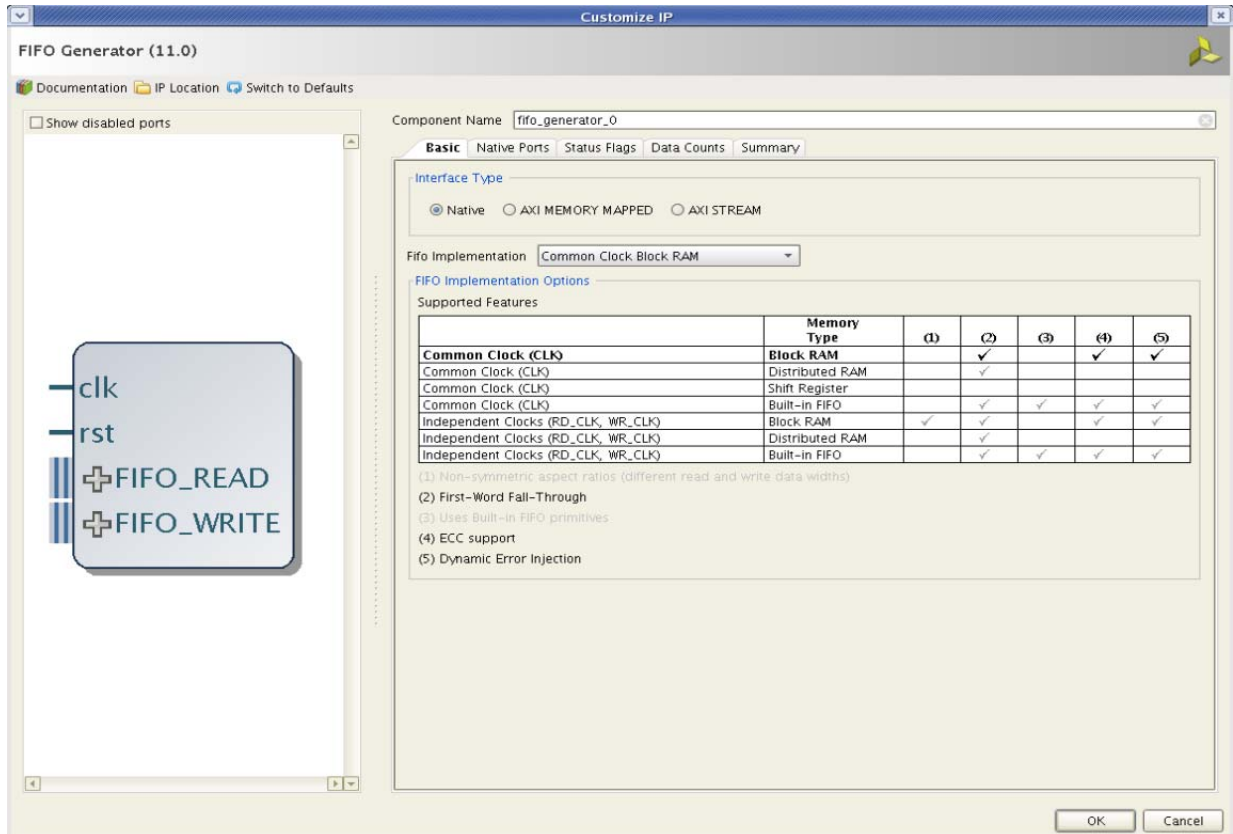 Customize IP
FIFO Generator (11.0)
Documentation IP Location Switch to Defaults
Show disabled ports
clk
rst
FIFO_READ
FIFO_WRITE
Component Name fifo_generator_0
Basic Native Ports Status Flags Data Counts Summary
Interface Type
Native AXI MEMORY MAPPED AXI STREAM
Fifo Implementation Common Clock Block RAM
FIFO Implementation Options
Supported Features
Memory
Type (1) (2) (3) (4) (5)
Common Clock (CLK) Block RAM ✓ ✓ ✓
Common Clock (CLK) Distributed RAM ✓
Common Clock (CLK) Shift Register
Common Clock (CLK) Built-in FIFO ✓ ✓ ✓ ✓
Independent Clocks (RD_CLK, WR_CLK) Block RAM ✓ ✓ ✓ ✓
Independent Clocks (RD_CLK, WR_CLK) Distributed RAM ✓
Independent Clocks (RD_CLK, WR_CLK) Built-in FIFO ✓ ✓ ✓ ✓
(1) Non-symmetric aspect ratios (different read and write data widths)
(2) First-Word Fall-Through
(3) Uses Built-in FIFO primitives
(4) ECC support
(5) Dynamic Error Injection
OK Cancel